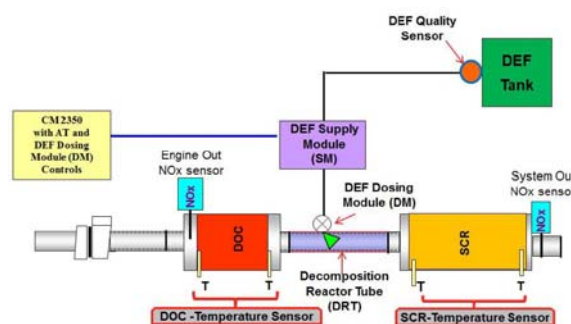 DEF Quality
Sensor
DEF
Tank
CM2350
with AT and
DEF Dosing
Module (DM)
Controls
DEF Supply
Module
(SM)
Engine Out
NOx sensor
NOx
DEF Dosing
Module (DM)
System Out
NOx sensor
NOx
DOC
SCR
Decomposition
Reactor Tube
(DRT)
T
T
T
T
DOC -Temperature Sensor
SCR-Temperature Sensor